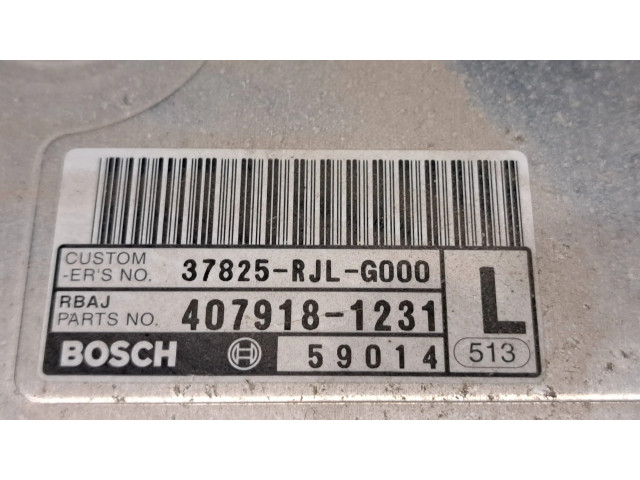 CUSTOM
-ER'S NO. 37825-RJL-G000
RBAJ
PARTS NO. 407918-1231
L
BOSCH 59014 513